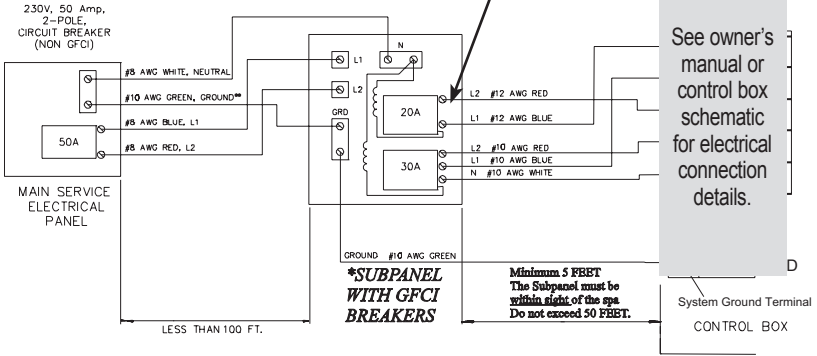 230V, 50 Amp,
2-POLE,
CIRCUIT BREAKER
(NON GFCI)
#8 AWG WHITE, NEUTRAL
#10 AWG GREEN, GROUND**
#8 AWG BLUE, L1
#8 AWG RED, L2
50A
MAIN SERVICE
ELECTRICAL
PANEL
L1
L2
N
GRD
20A
30A
L2 #12 AWG RED
L1 #12 AWG BLUE
L2 #10 AWG RED
L1 #10 AWG BLUE
N #10 AWG WHITE
See owner's
manual or
control box
schematic
for electrical
connection
details.
GROUND #10 AWG GREEN
*SUBPANEL
WITH GFCI
BREAKERS
Minimum 5 FEET
The Subpanel must be
within sight of the spa
Do not exceed 50 FEET.
LESS THAN 100 FT.
D
System Ground Terminal
CONTROL BOX